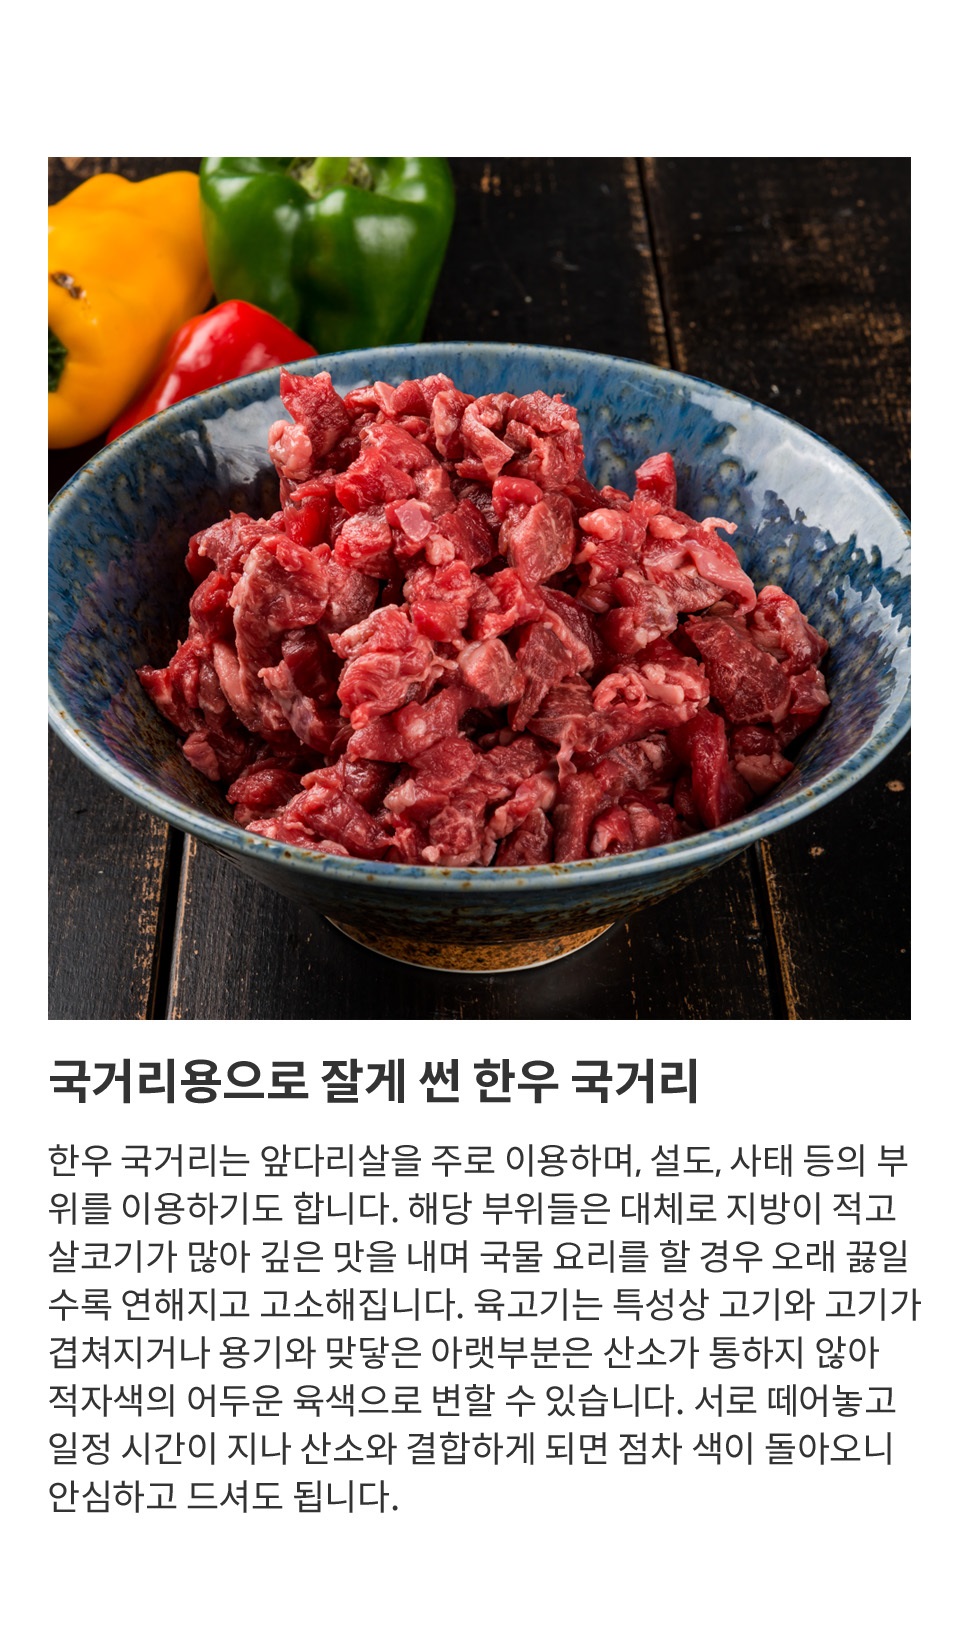 국거리용으로 잘게 썬 한우 국거리
한우 국거리는 앞다리살을 주로 이용하며, 설도, 사태 등의 부
위를 이용하기도 합니다. 해당 부위들은 대체로 지방이 적고
살코기가 많아 깊은 맛을 내며 국물 요리를 할 경우 오래 끓일
수록 연해지고 고소해집니다. 육고기는 특성상 고기와 고기가
겹쳐지거나 용기와 맞닿은 아랫부분은 산소가 통하지 않아
적자색의 어두운 육색으로 변할 수 있습니다. 서로 떼어놓고
일정 시간이 지나 산소와 결합하게 되면 점차 색이 돌아오니
안심하고 드셔도 됩니다.